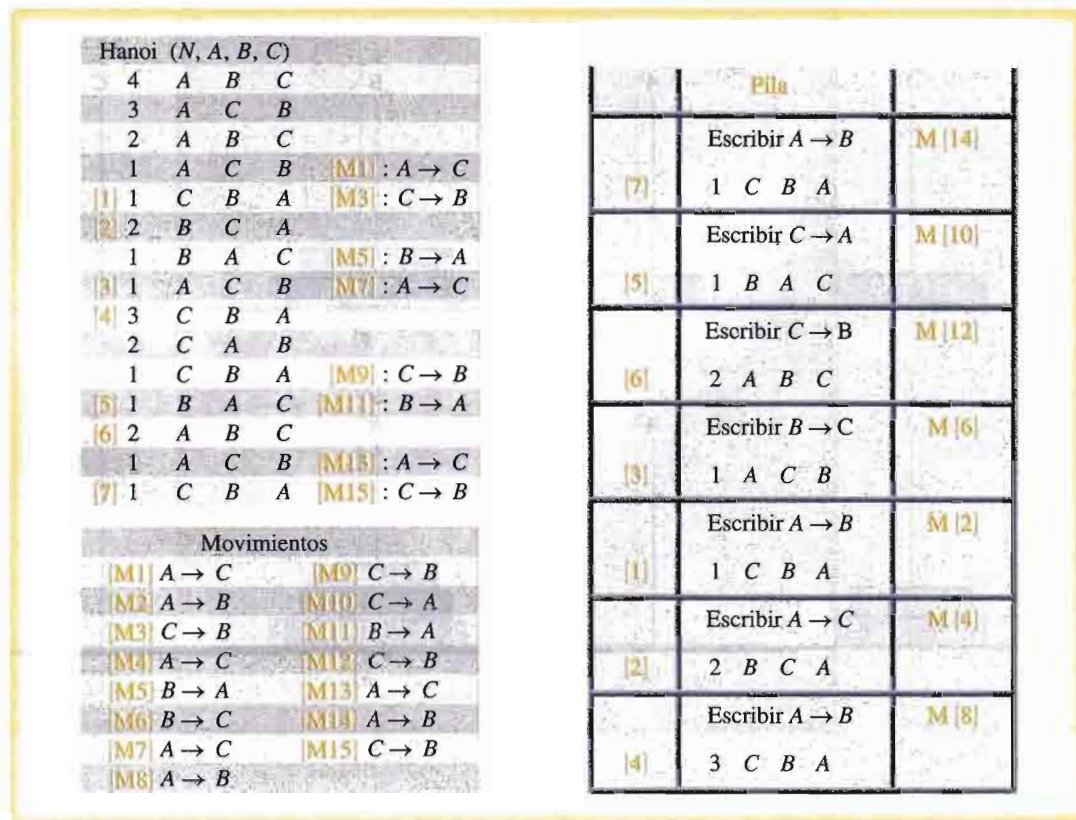 Hanoi (N, A, B, C)
4 A B C
3 A C B
2 A B C
1 A C B [M1] : A → C
[1] 1 C B A [M3] : C → B
[2] 2 B C A
1 B A C [M5] : B → A
[3] 1 A C B [M7] : A → C
[4] 3 C B A
2 C A B
1 C B A [M9] : C → B
[5] 1 B A C [M11] : B → A
[6] 2 A B C
1 A C B [M13] : A → C
[7] 1 C B A [M15] : C → B
Movimientos
[M1] A → C [M9] C → B
[M2] A → B [M10] C → A
[M3] C → B [M11] B → A
[M4] A → C [M12] C → B
[M5] B → A [M13] A → C
[M6] B → C [M14] A → B
[M7] A → C [M15] C → B
[M8] A → B
Pila
Escribir A → B M [14]
[7] 1 C B A
Escribir C → A M [10]
[5] 1 B A C
Escribir C → B M [12]
[6] 2 A B C
Escribir B → C M [6]
[3] 1 A C B
Escribir A → B M [2]
[1] 1 C B A
Escribir A → C M [4]
[2] 2 B C A
Escribir A → B M [8]
[4] 3 C B A